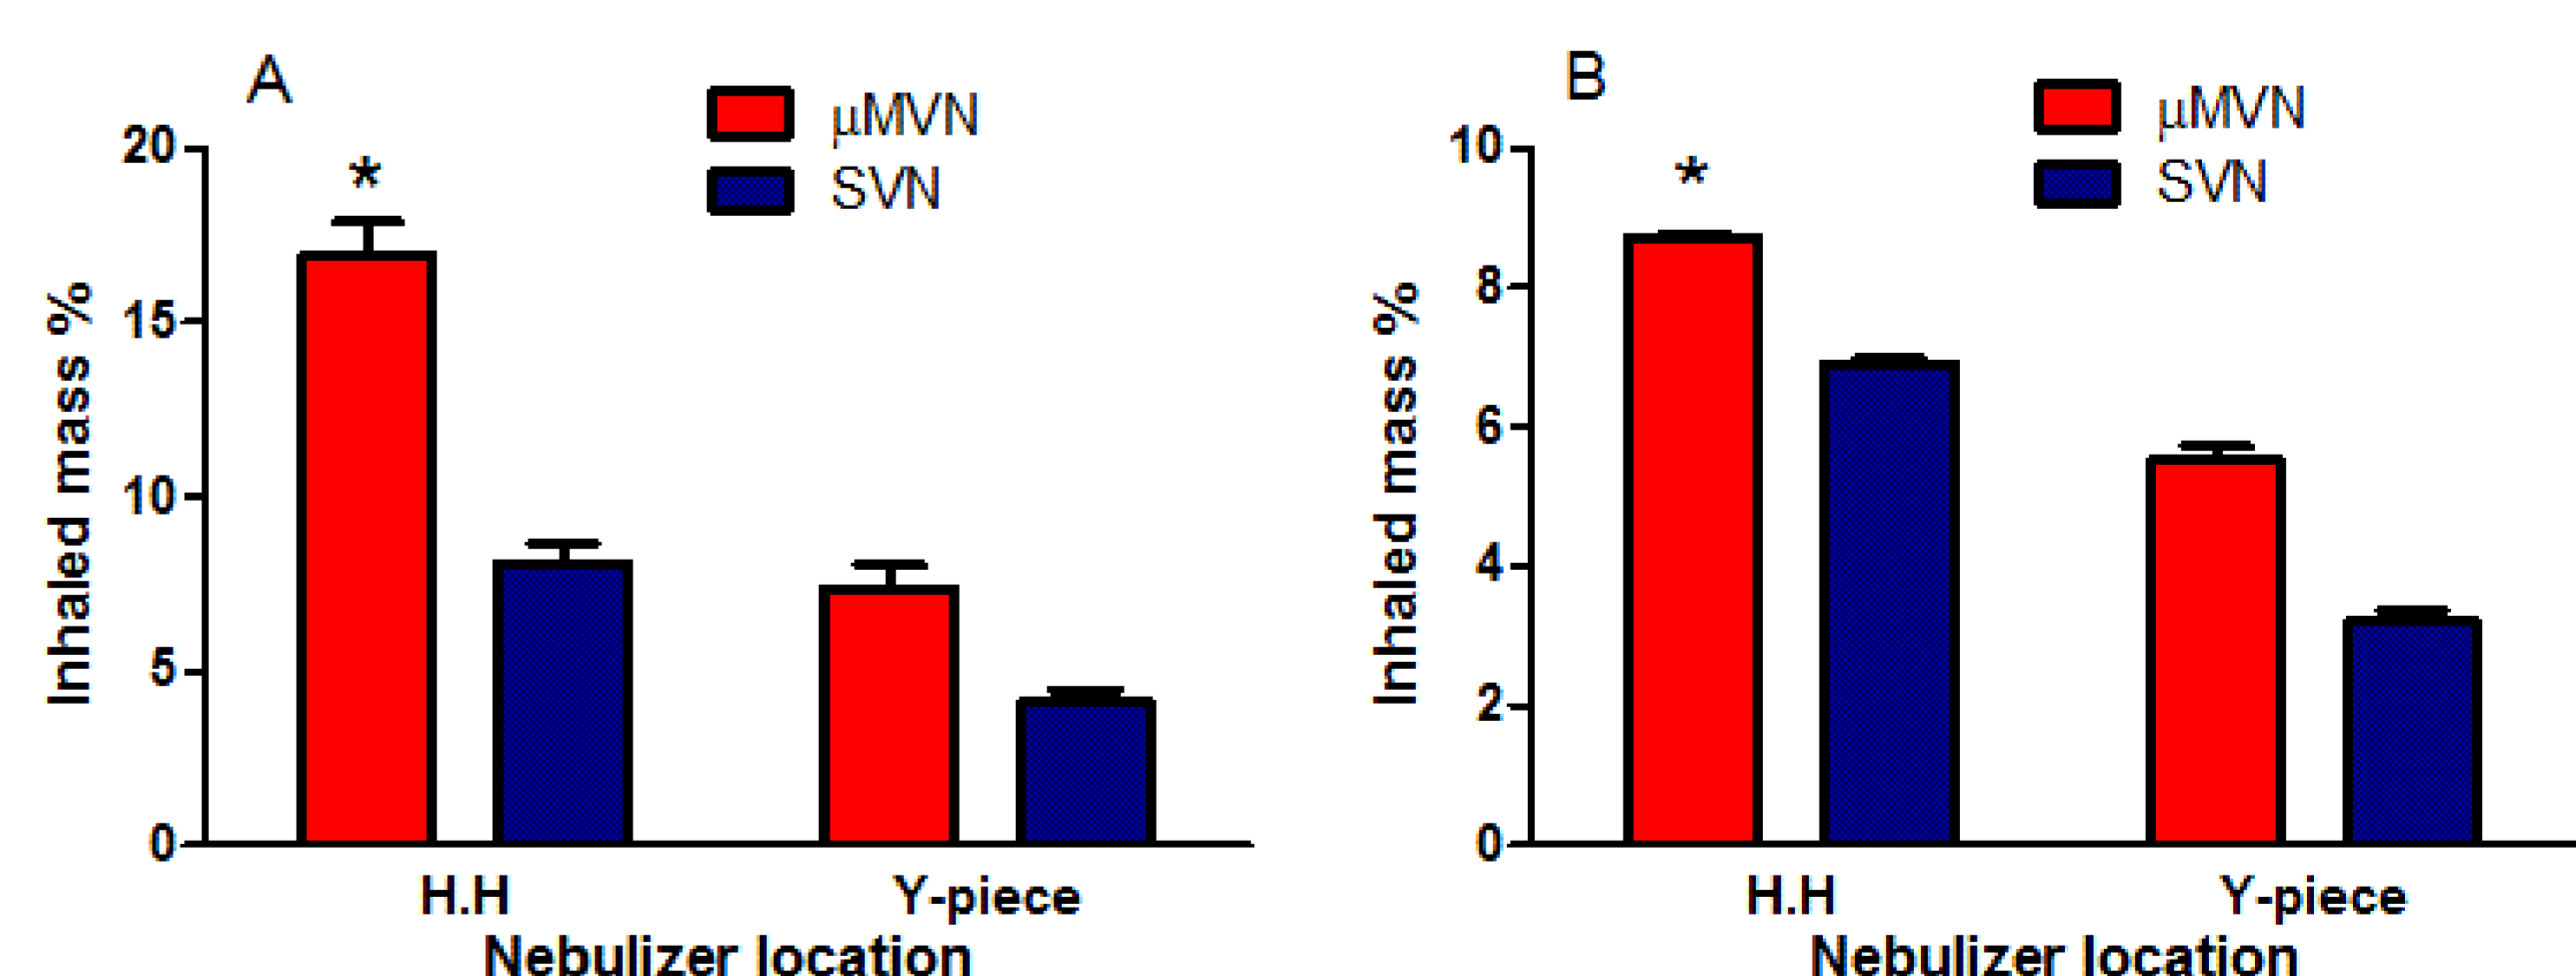 A
μMVN
SVN
20
15
10
5
0
*
Inhaled mass %
H.H
Y-piece
Nebulizer location
B
μMVN
SVN
10
8
6
4
2
0
*
Inhaled mass %
H.H
Y-piece
Nebulizer location